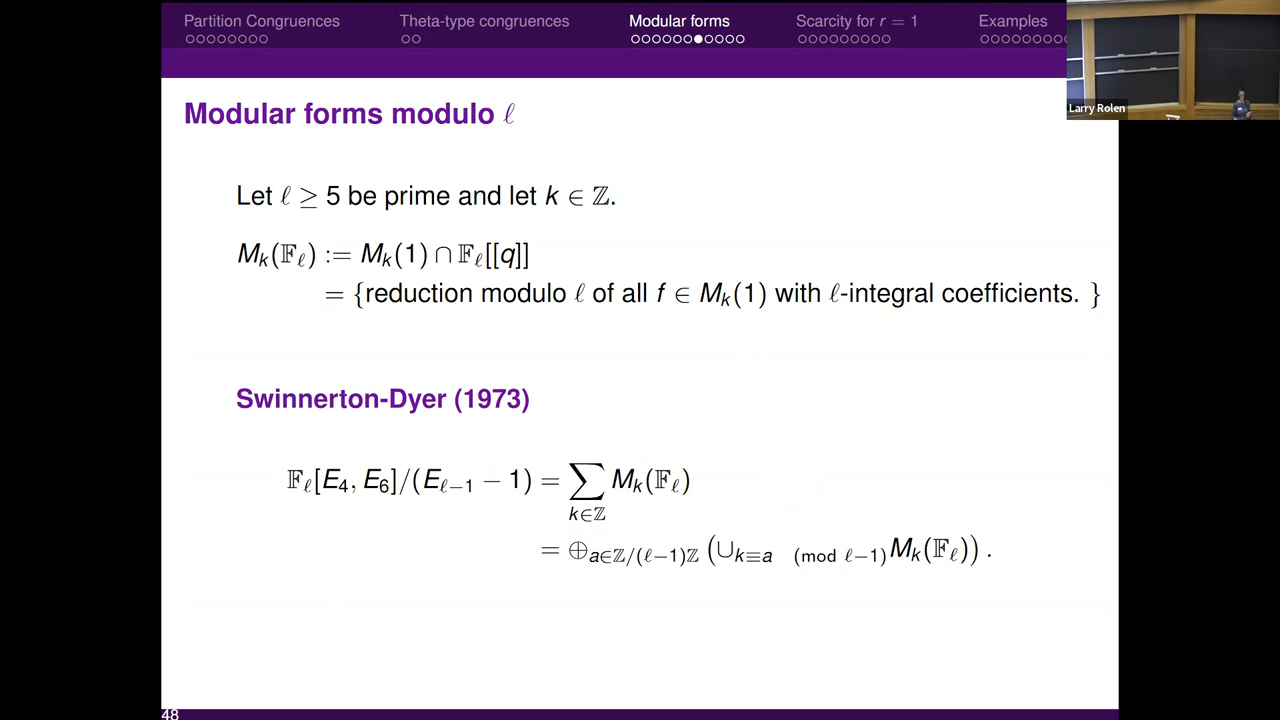 Partition Congruences Theta-type congruences Modular forms Scarcity for r = 1 Examples
Larry Rolen
Modular forms modulo ℓ
Let ℓ ≥ 5 be prime and let k ∈ ℤ.
M_k(𝔽_ℓ) := M_k(1) ∩ 𝔽_ℓ[[q]]
= {reduction modulo ℓ of all f ∈ M_k(1) with ℓ-integral coefficients. }
Swinnerton-Dyer (1973)
𝔽_ℓ[E_4, E_6]/(E_{ℓ−1} − 1) = ∑_{k∈ℤ} M_k(𝔽_ℓ)
= ⊕_{a∈ℤ/(ℓ−1)ℤ} (∪_{k≡a (mod ℓ−1)} M_k(𝔽_ℓ)) .
48